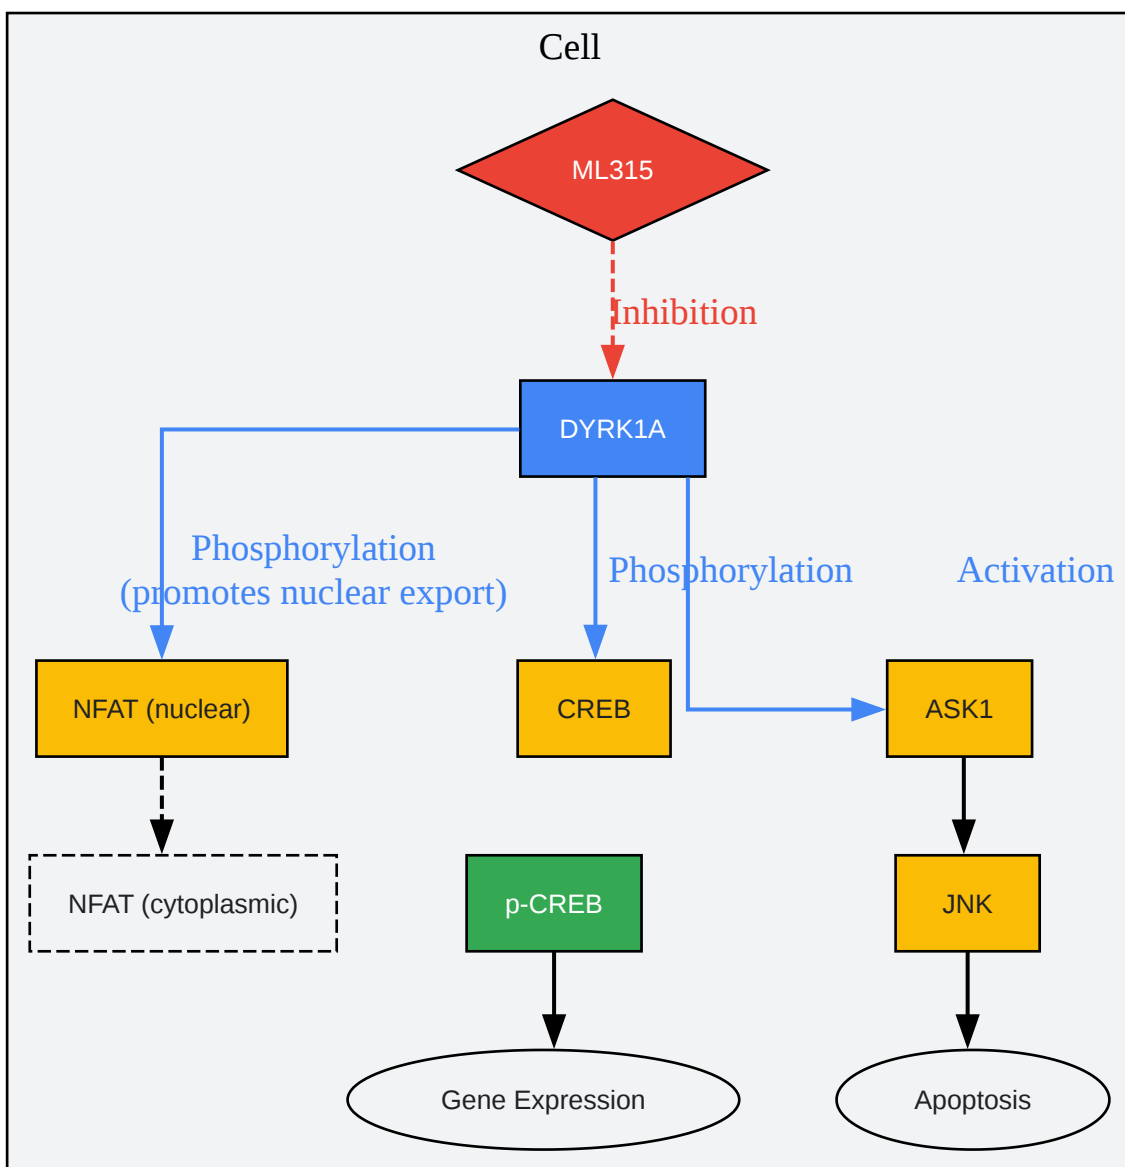 Cell
ML315
Inhibition
DYRK1A
Phosphorylation
(promotes nuclear export)
Phosphorylation
Activation
NFAT (nuclear)
CREB
ASK1
NFAT (cytoplasmic)
p-CREB
JNK
Gene Expression
Apoptosis